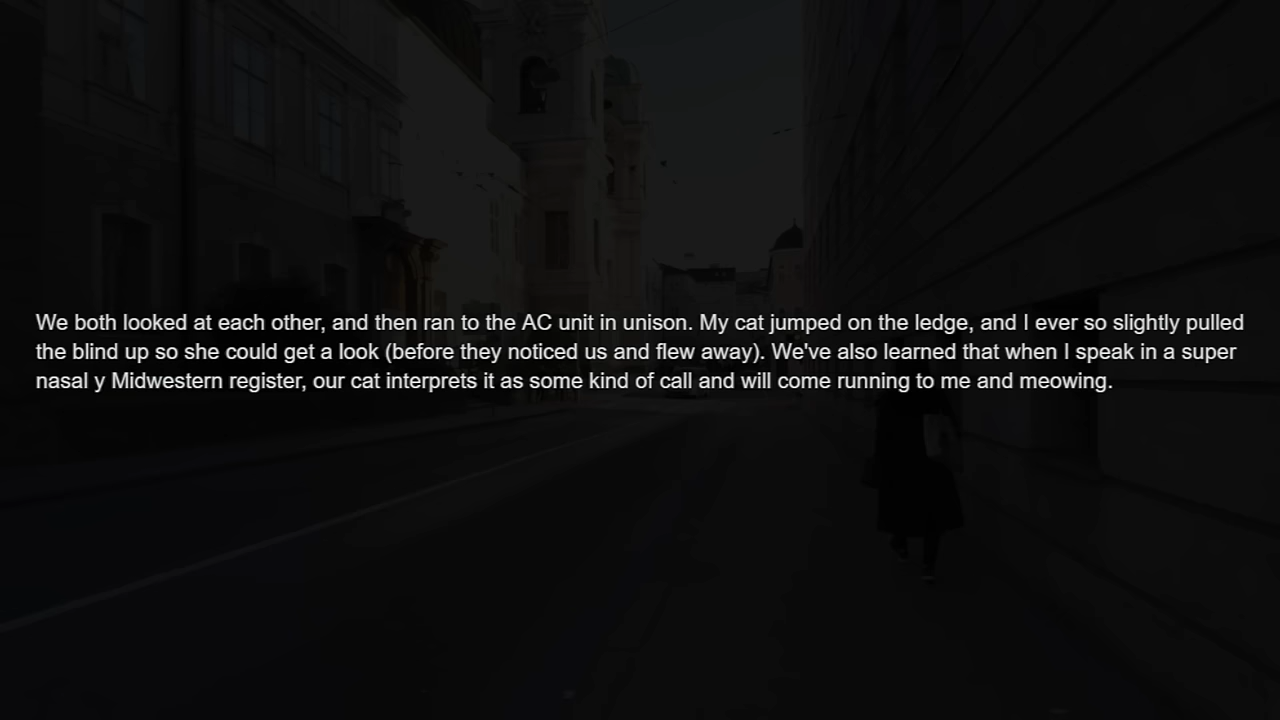 We both looked at each other, and then ran to the AC unit in unison. My cat jumped on the ledge, and I ever so slightly pulled
the blind up so she could get a look (before they noticed us and flew away). We've also learned that when I speak in a super
nasal y Midwestern register, our cat interprets it as some kind of call and will come running to me and meowing.